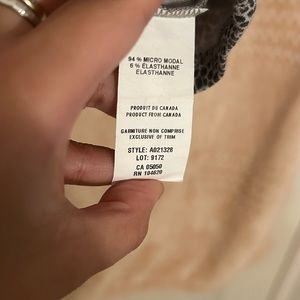 94 % MICRO MODAL
6 % ELASTHANNE
ELASTHANNE
PRODUIT DU CANADA
PRODUCT FROM CANADA
GARNITURE NON COMPRISE
EXCLUSIVE OF TRIM
STYLE: A021328
LOT: 9172
CA 05050
RN 104620